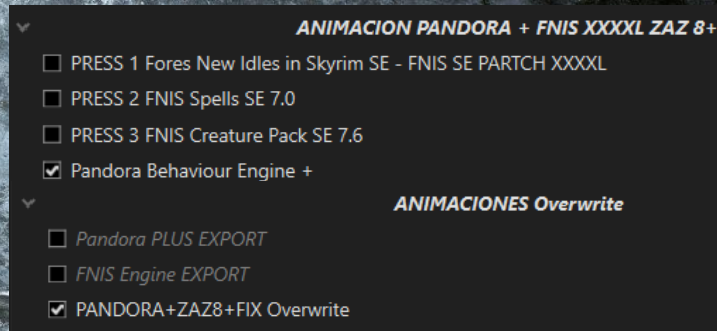 ANIMACION PANDORA + FNIS XXXXL ZAZ 8+
PRESS 1 Fores New Idles in Skyrim SE - FNIS SE PARTCH XXXXL
PRESS 2 FNIS Spells SE 7.0
PRESS 3 FNIS Creature Pack SE 7.6
Pandora Behaviour Engine +
ANIMACIONES Overwrite
Pandora PLUS EXPORT
FNIS Engine EXPORT
PANDORA+ZAZ8+FIX Overwrite